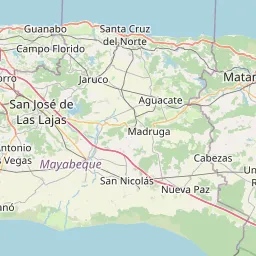 Guanabo
Santa Cruz
del Norte
Campo Florido
Jaruco
Matan
rro
Aguacate
San José de
Las Lajas
Madruga
Antonio
s Vegas
Mayabeque
Cabezas
Un
R
San Nicolás
Nueva Paz
anó